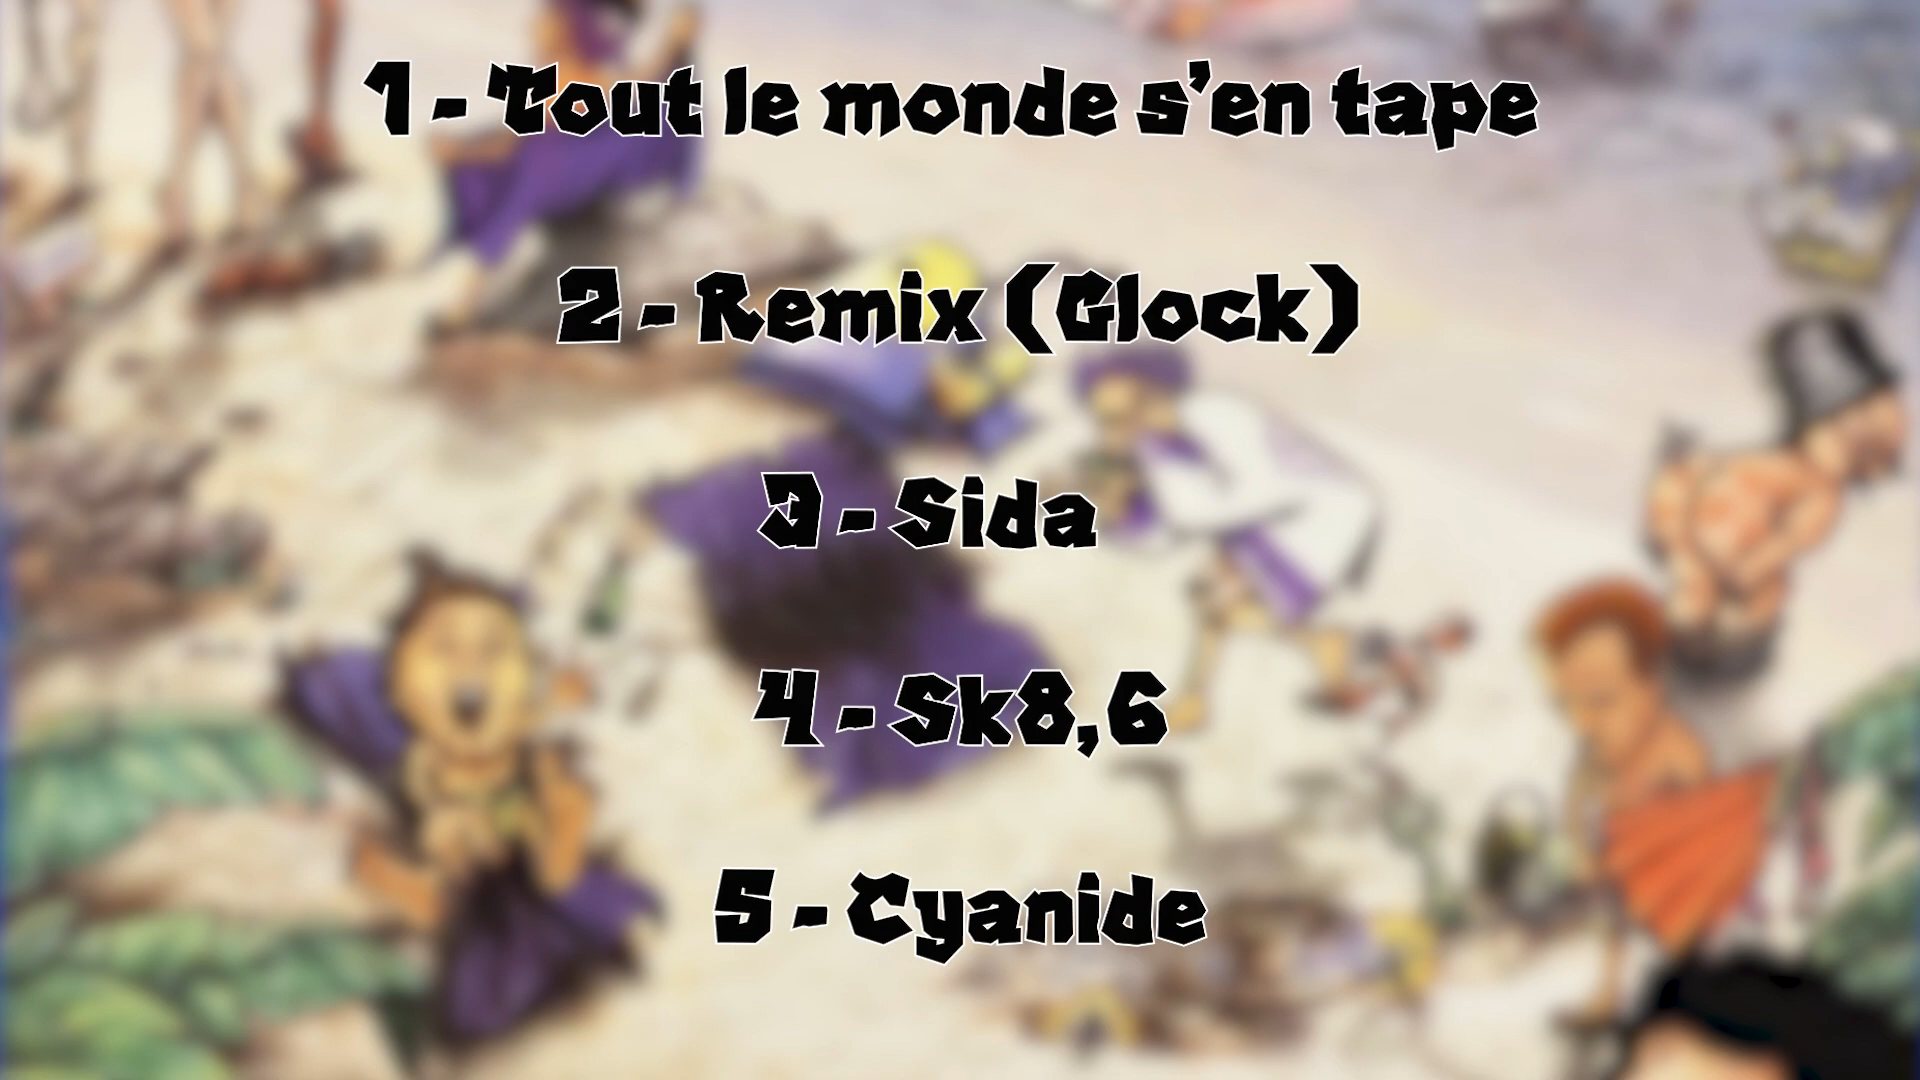 1 - Tout le monde s'en tape
2 - Remix (Glock)
3 - Sida
4 - Sk8,6
5 - Cyanide